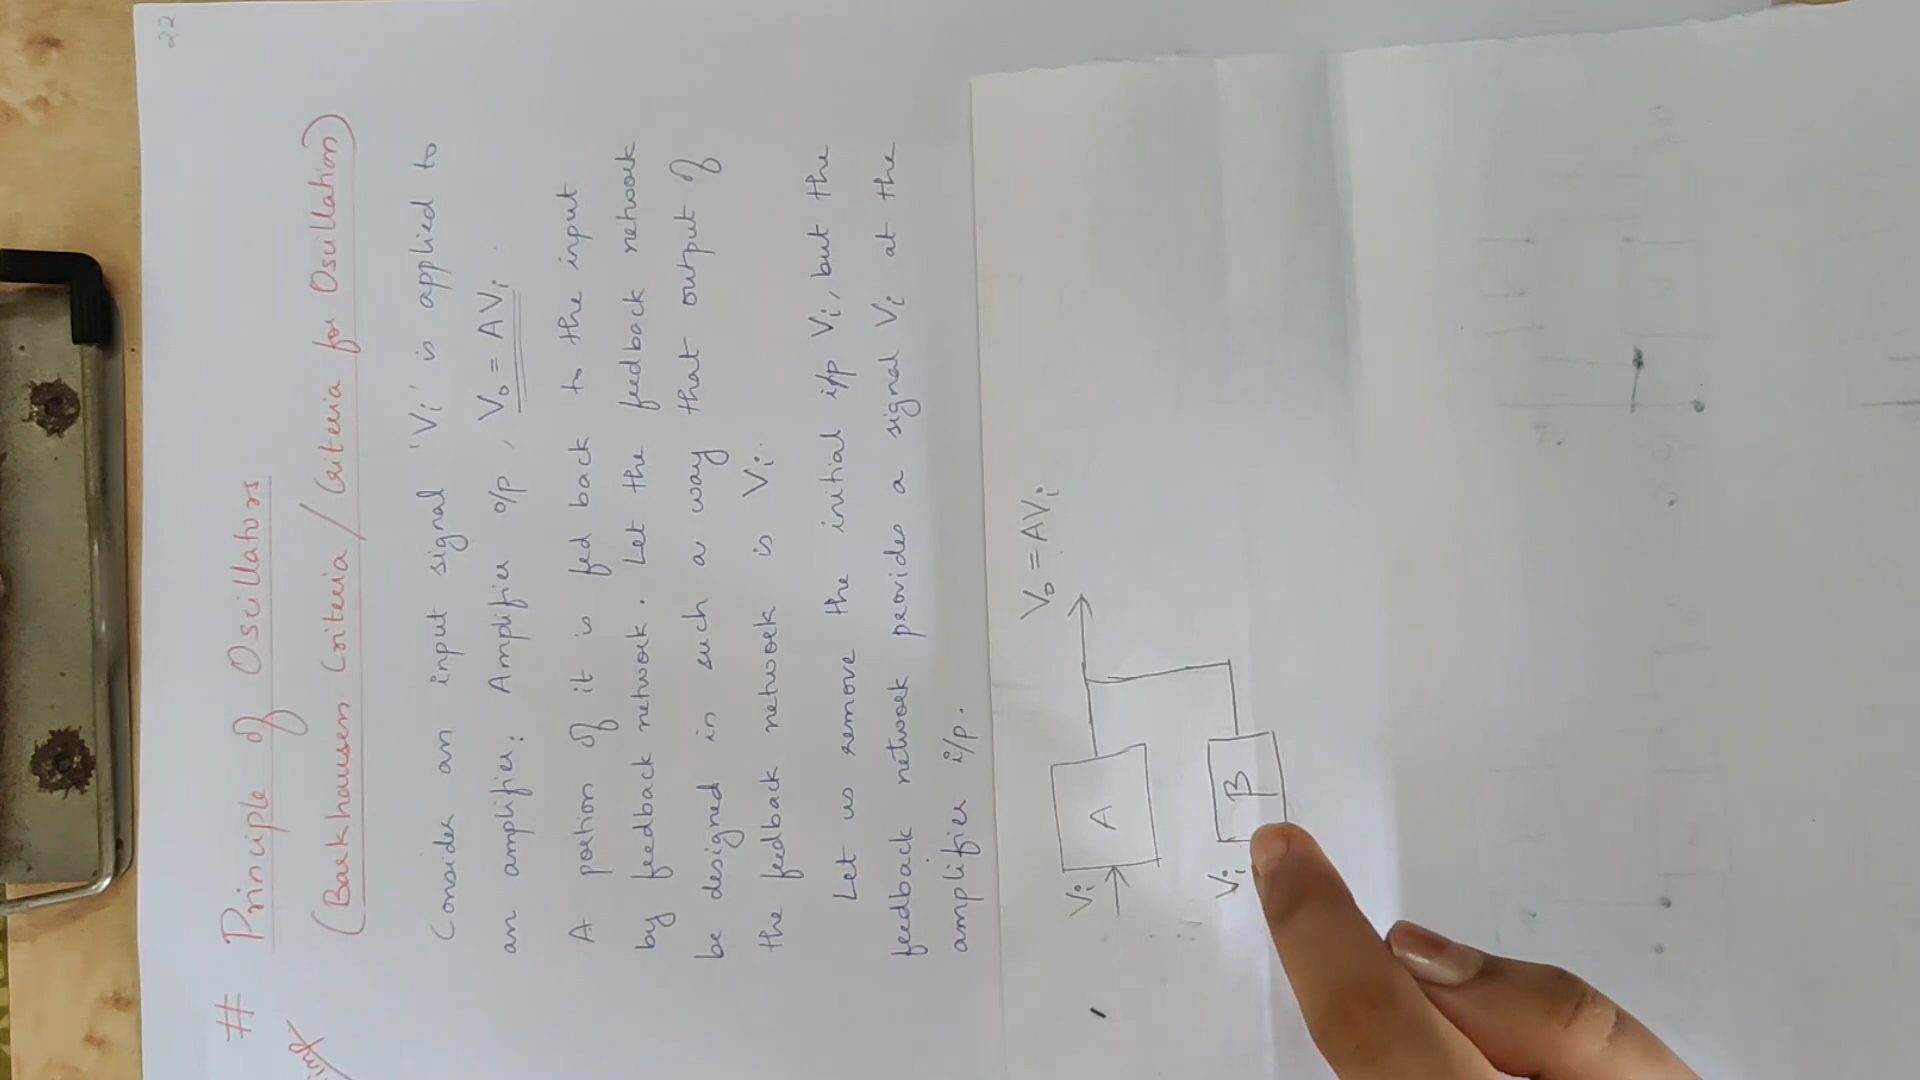 22
# Principle of Oscillators
(Barkhausen Criteria / Criteria for Oscillation)
Consider an input signal 'Vi' is applied to
an amplifier. Amplifier o/p, Vo = AVi.
A portion of it is fed back to the input
by feedback network. Let the feedback network
be designed in such a way that output of
the feedback network is Vi.
Let us remove the initial i/p Vi, but the
feedback network provides a signal Vi at the
amplifier i/p.
Vi
A
Vo = AVi
Vi
B